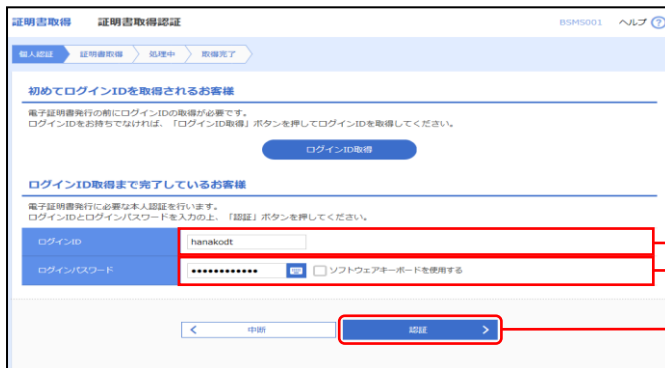 証明書取得 証明書取得認証 BSMS001 ヘルプ ?
個人認証 証明書取得 処理中 取得完了
初めてログインIDを取得されるお客様
電子証明書発行の前にログインIDの取得が必要です。
ログインIDをお持ちでなければ、「ログインID取得」ボタンを押してログインIDを取得してください。
ログインID取得
ログインID取得まで完了しているお客様
電子証明書発行に必要な本人認証を行います。
ログインIDとログインパスワードを入力の上、「認証」ボタンを押してください。
ログインID hanakodt
ログインパスワード ●●●●●●●●●●●● ソフトウェアキーボードを使用する
中断 認証